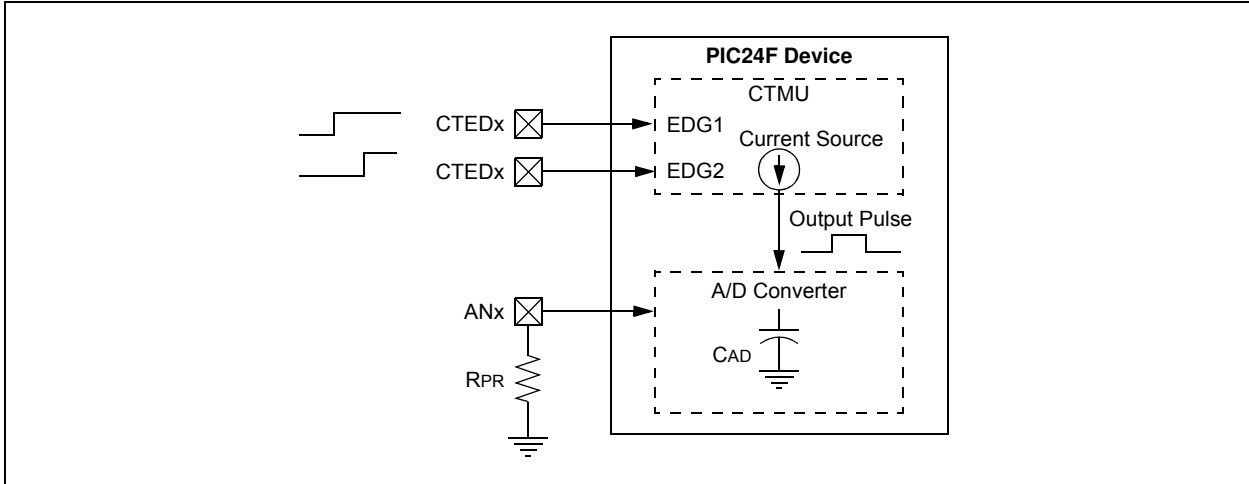 PIC24F Device
CTMU
CTEDx
EDG1
Current Source
CTEDx
EDG2
Output Pulse
A/D Converter
ANx
CAD
RPR